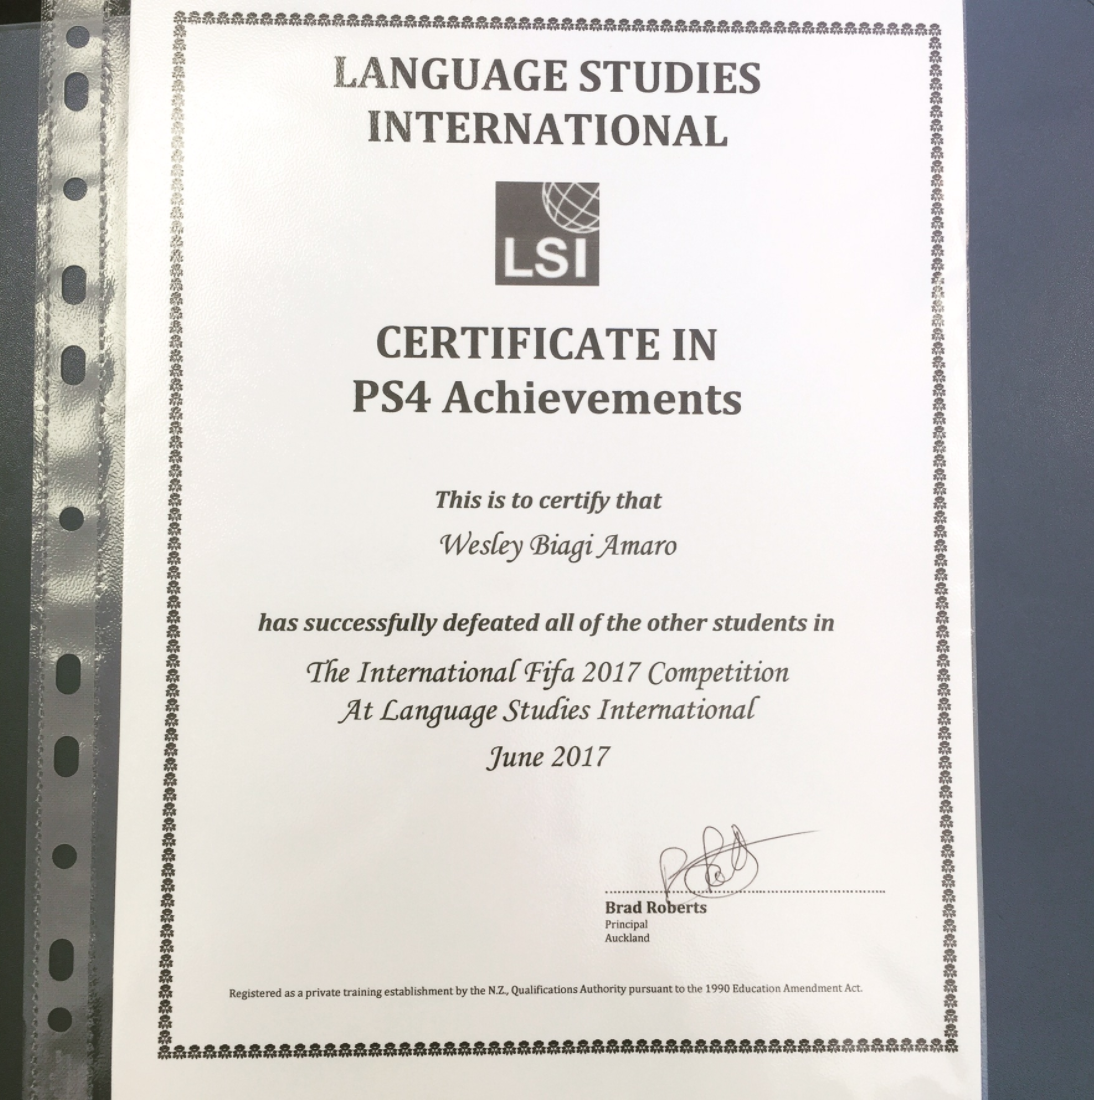 LANGUAGE STUDIES
INTERNATIONAL
LSI
CERTIFICATE IN
PS4 Achievements
This is to certify that
Wesley Biagi Amaro
has successfully defeated all of the other students in
The International Fifa 2017 Competition
At Language Studies International
June 2017
Brad Roberts
Principal
Auckland
Registered as a private training establishment by the N.Z., Qualifications Authority pursuant to the 1990 Education Amendment Act.